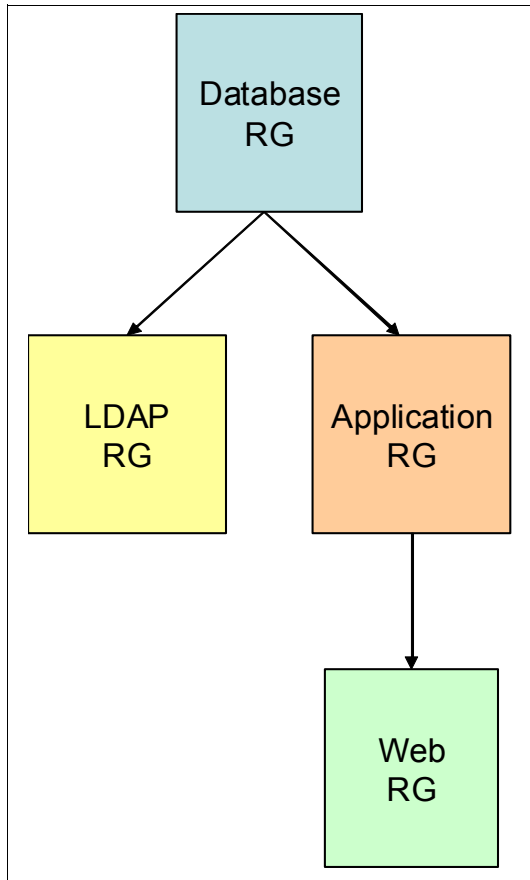 Database
RG
LDAP
RG
Application
RG
Web
RG